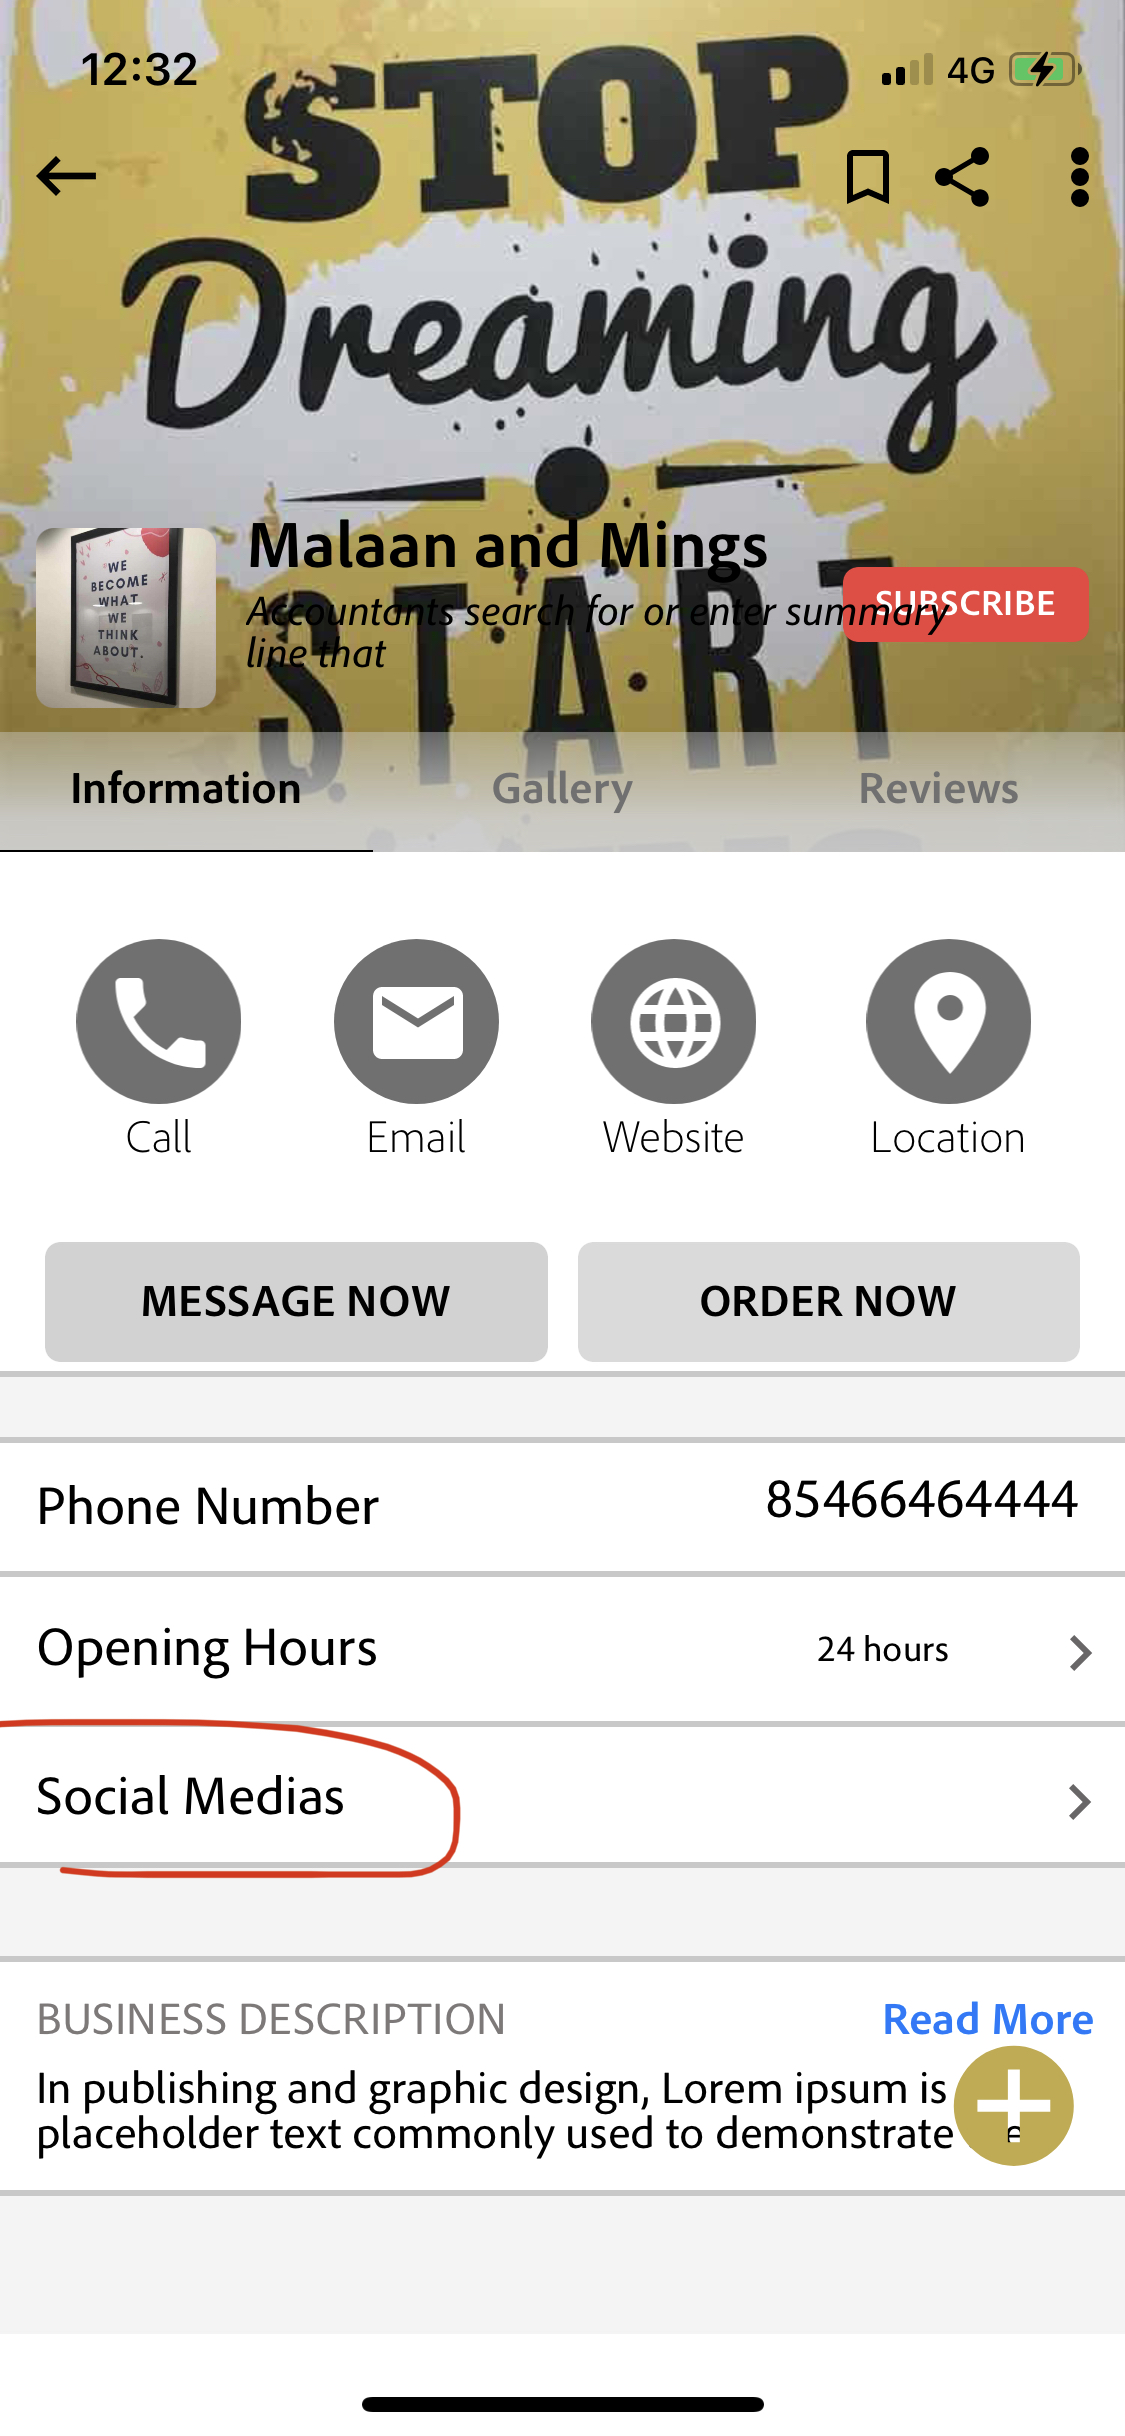 12:32
4G
STOP
Dreaming
START
Malaan and Mings
Accountants search for or enter summary
line that
SUBSCRIBE
WE
BECOME
WHAT
WE
THINK
ABOUT.
Information
Gallery
Reviews
Call
Email
Website
Location
MESSAGE NOW
ORDER NOW
Phone Number
85466464444
Opening Hours
24 hours
Social Medias
BUSINESS DESCRIPTION
Read More
In publishing and graphic design, Lorem ipsum is
placeholder text commonly used to demonstrate